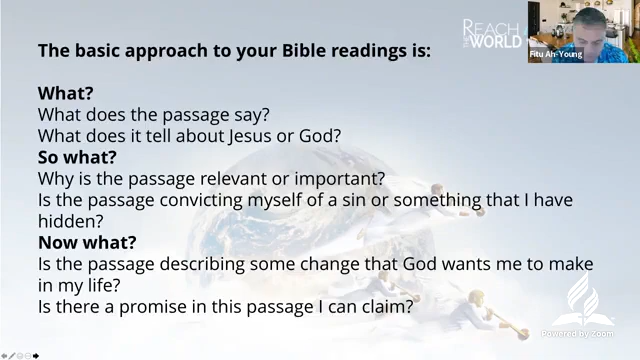 The basic approach to your Bible readings is:
REACH
THE WORLD
Fitu Ah-Young
What?
What does the passage say?
What does it tell about Jesus or God?
So what?
Why is the passage relevant or important?
Is the passage convicting myself of a sin or something that I have
hidden?
Now what?
Is the passage describing some change that God wants me to make
in my life?
Is there a promise in this passage I can claim?
Powered by Zoom